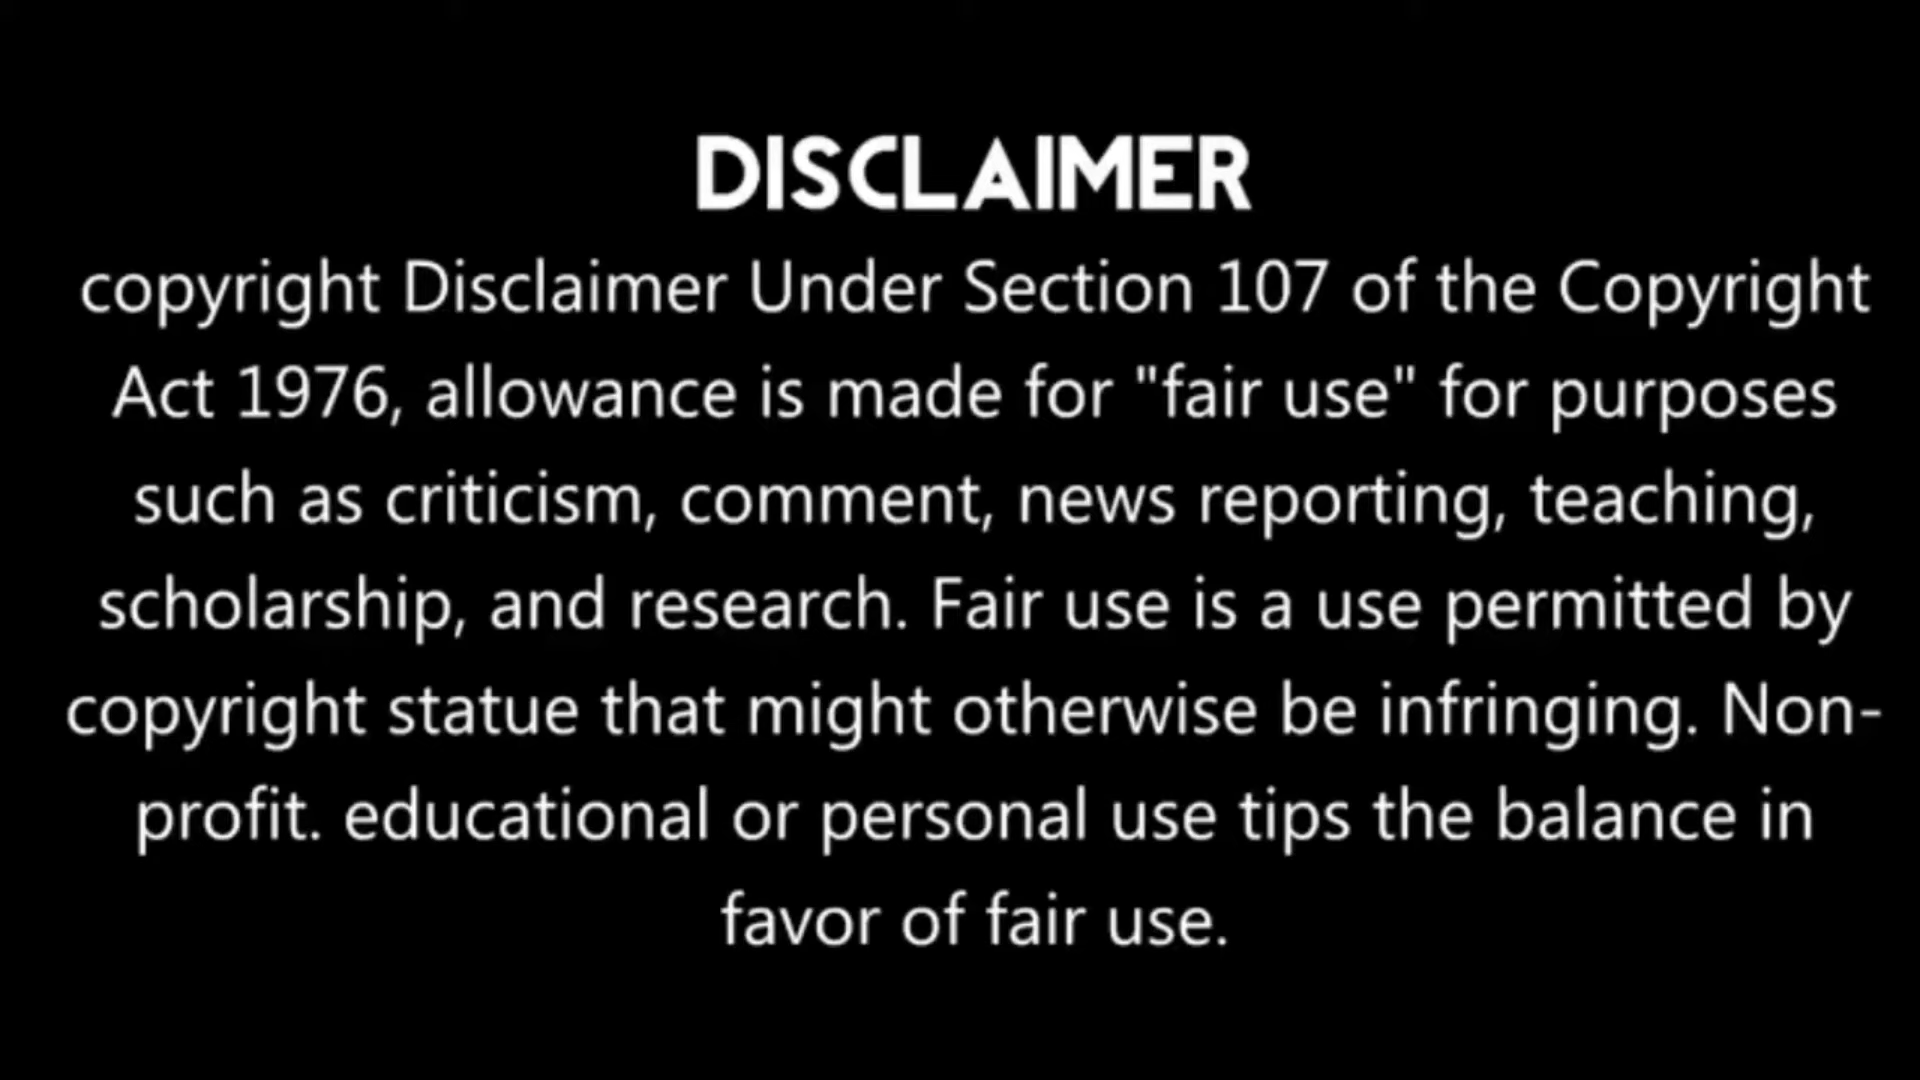 DISCLAIMER
copyright Disclaimer Under Section 107 of the Copyright
Act 1976, allowance is made for "fair use" for purposes
such as criticism, comment, news reporting, teaching,
scholarship, and research. Fair use is a use permitted by
copyright statue that might otherwise be infringing. Non-
profit. educational or personal use tips the balance in
favor of fair use.